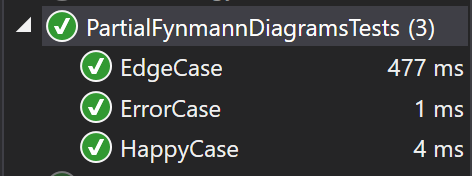 PartialFynmannDiagramsTests (3)
EdgeCase 477 ms
ErrorCase 1 ms
HappyCase 4 ms